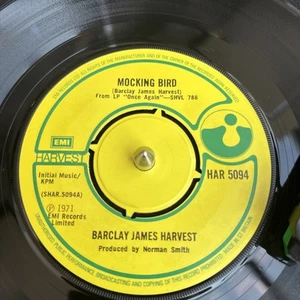 MOCKING BIRD
(Barclay James Harvest)
From LP "Once Again"—SHVL 786
EMI
HARVEST
HAR 5094
Initial Music/
KPM
(SHAR.5094A)
℗ 1971
EMI Records
Limited
BARCLAY JAMES HARVEST
Produced by Norman Smith